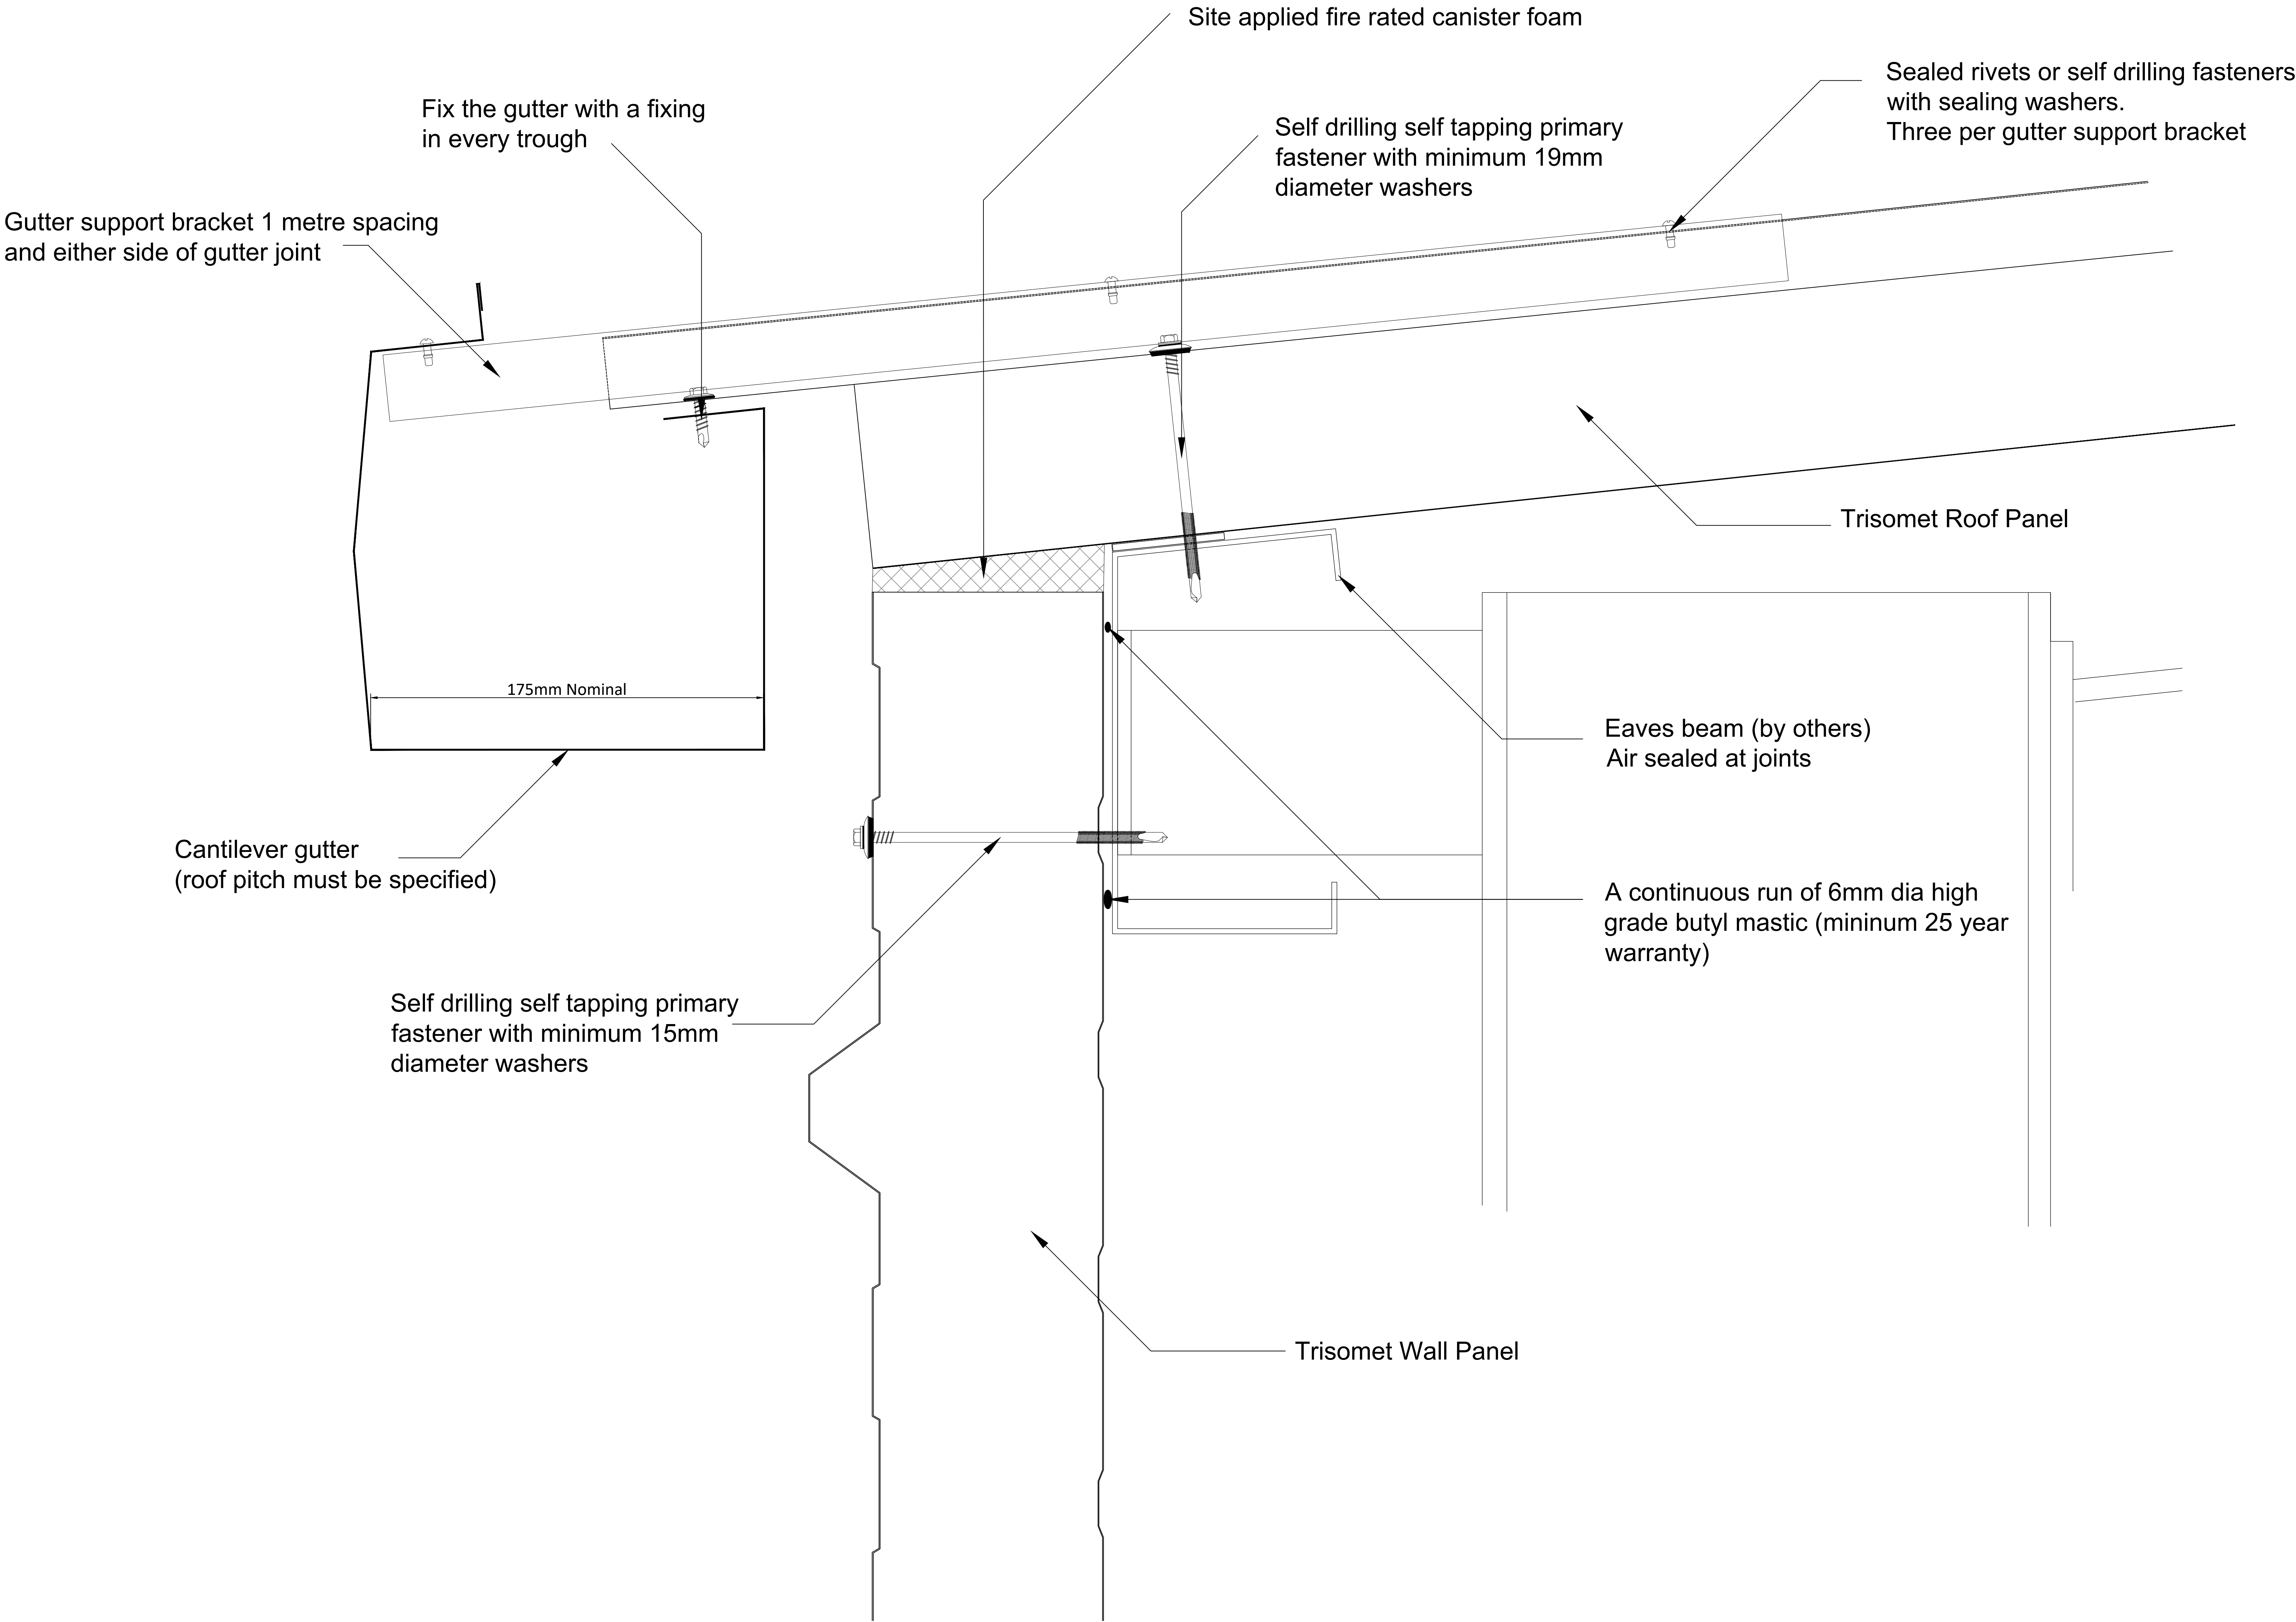 Site applied fire rated canister foam
Sealed rivets or self drilling fasteners
with sealing washers.
Three per gutter support bracket
Fix the gutter with a fixing
in every trough
Self drilling self tapping primary
fastener with minimum 19mm
diameter washers
Gutter support bracket 1 metre spacing
and either side of gutter joint
Trisomet Roof Panel
175mm Nominal
Eaves beam (by others)
Air sealed at joints
Cantilever gutter
(roof pitch must be specified)
A continuous run of 6mm dia high
grade butyl mastic (mininum 25 year
warranty)
Self drilling self tapping primary
fastener with minimum 15mm
diameter washers
Trisomet Wall Panel